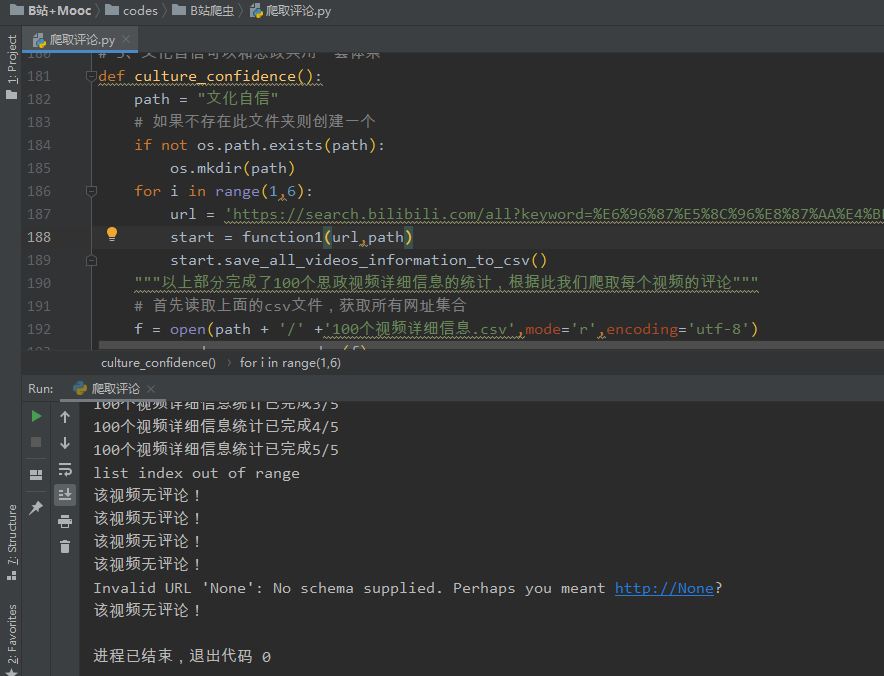 B站+Mooc 〉 codes 〉 B站爬虫 〉 爬取评论.py
爬取评论.py ×
1: Project
181 def culture_confidence():
182 path = "文化自信"
183 # 如果不存在此文件夹则创建一个
184 if not os.path.exists(path):
185 os.mkdir(path)
186 for i in range(1,6):
187 url = 'https://search.bilibili.com/all?keyword=%E6%96%87%E5%8C%96%E8%87%AA%E4%B
188 start = function1(url,path)
189 start.save_all_videos_information_to_csv()
190 """以上部分完成了100个思政视频详细信息的统计，根据此我们爬取每个视频的评论"""
191 # 首先读取上面的csv文件，获取所有网址集合
192 f = open(path + '/' +'100个视频详细信息.csv',mode='r',encoding='utf-8')
culture_confidence() › for i in range(1,6)
Run: 爬取评论 ×
100个视频详细信息统计已完成3/5
100个视频详细信息统计已完成4/5
100个视频详细信息统计已完成5/5
list index out of range
该视频无评论！
该视频无评论！
该视频无评论！
该视频无评论！
Invalid URL 'None': No schema supplied. Perhaps you meant http://None?
该视频无评论！
进程已结束，退出代码 0
7: Structure
2: Favorites